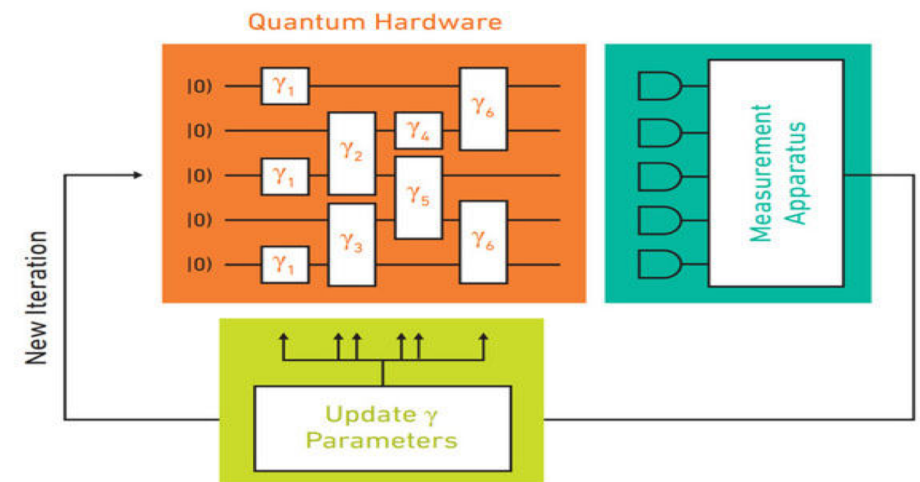 Quantum Hardware
|0⟩ γ₁ γ₆
|0⟩ γ₂ γ₄
|0⟩ γ₁ γ₅
|0⟩ γ₃ γ₆
|0⟩ γ₁
Measurement
Apparatus
New Iteration
Update γ
Parameters